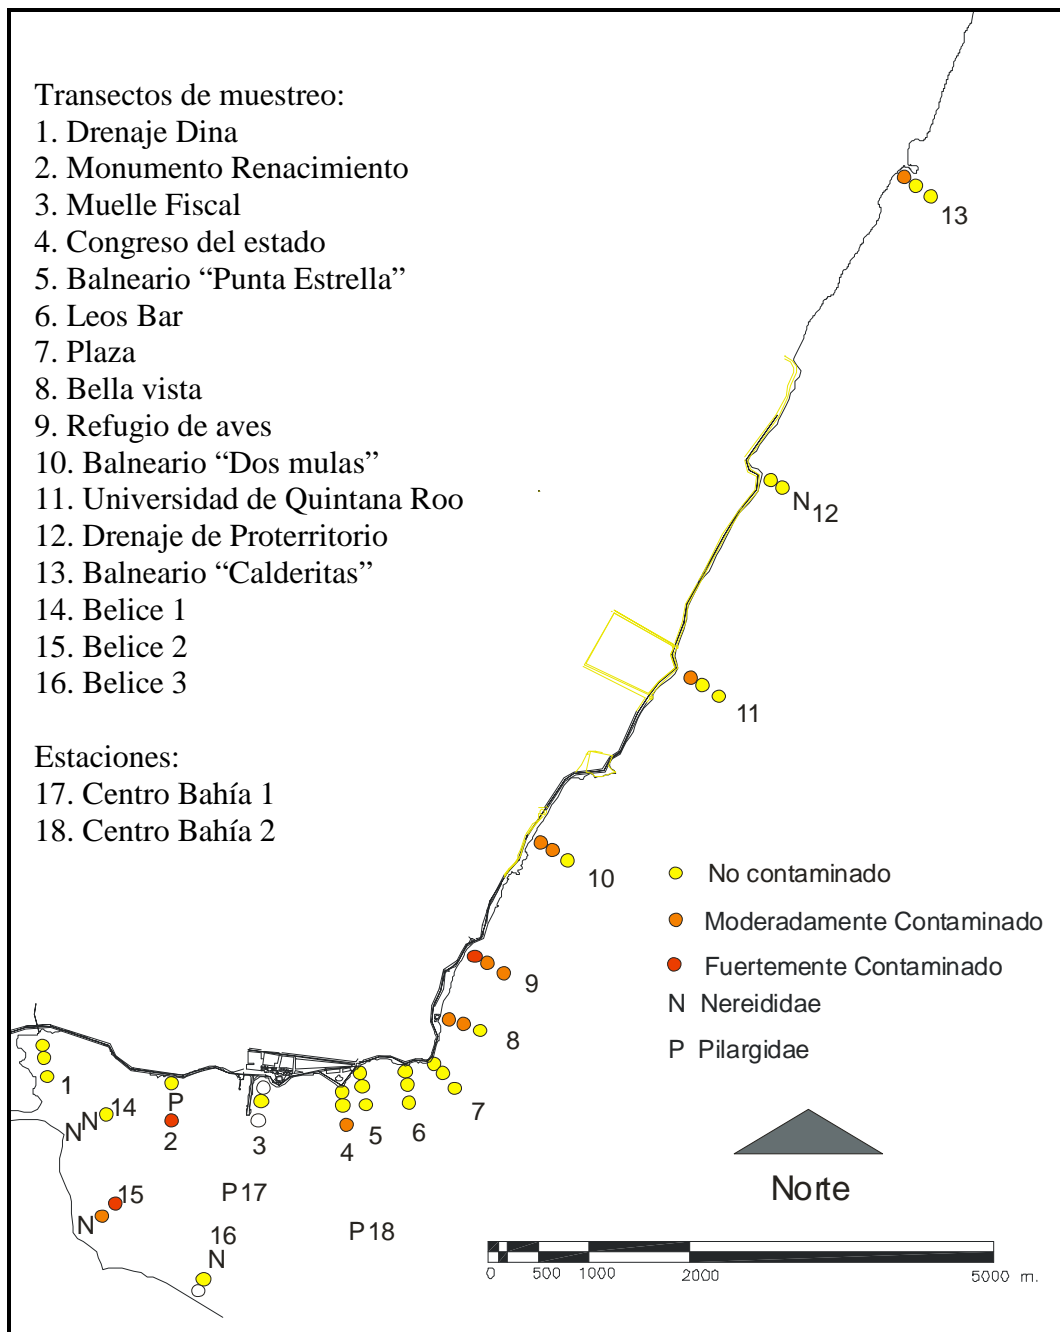 Transectos de muestreo:
1. Drenaje Dina
2. Monumento Renacimiento
3. Muelle Fiscal
4. Congreso del estado
5. Balneario “Punta Estrella”
6. Leos Bar
7. Plaza
8. Bella vista
9. Refugio de aves
10. Balneario “Dos mulas”
11. Universidad de Quintana Roo
12. Drenaje de Proterritorio
13. Balneario “Calderitas”
14. Belice 1
15. Belice 2
16. Belice 3
Estaciones:
17. Centro Bahía 1
18. Centro Bahía 2
13
N 12
11
10
9
8
7
6
5
4
3
P
2
1
N N 14
15
N
P 17
P 18
16
N
No contaminado
Moderadamente Contaminado
Fuertemente Contaminado
N Nereididae
P Pilargidae
Norte
0 500 1000 2000 5000 m.